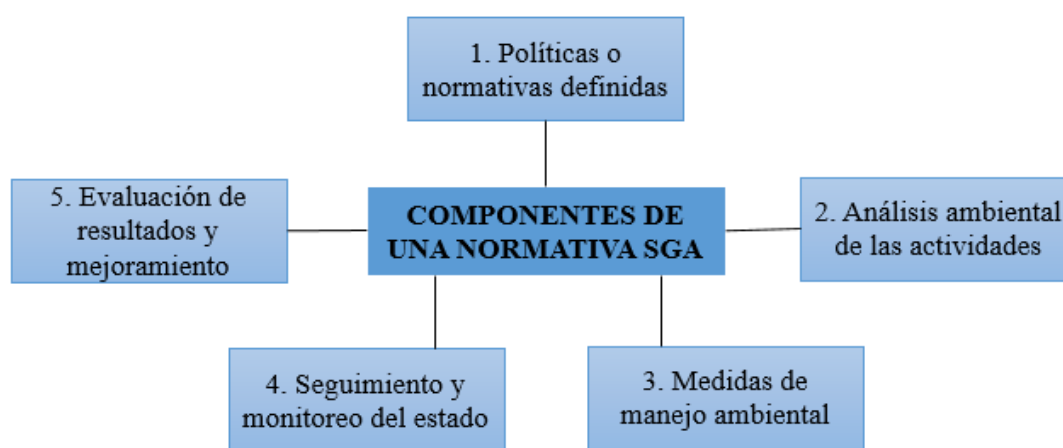 1. Políticas o
normativas definidas
COMPONENTES DE
UNA NORMATIVA SGA
2. Análisis ambiental
de las actividades
3. Medidas de
manejo ambiental
4. Seguimiento y
monitoreo del estado
5. Evaluación de
resultados y
mejoramiento